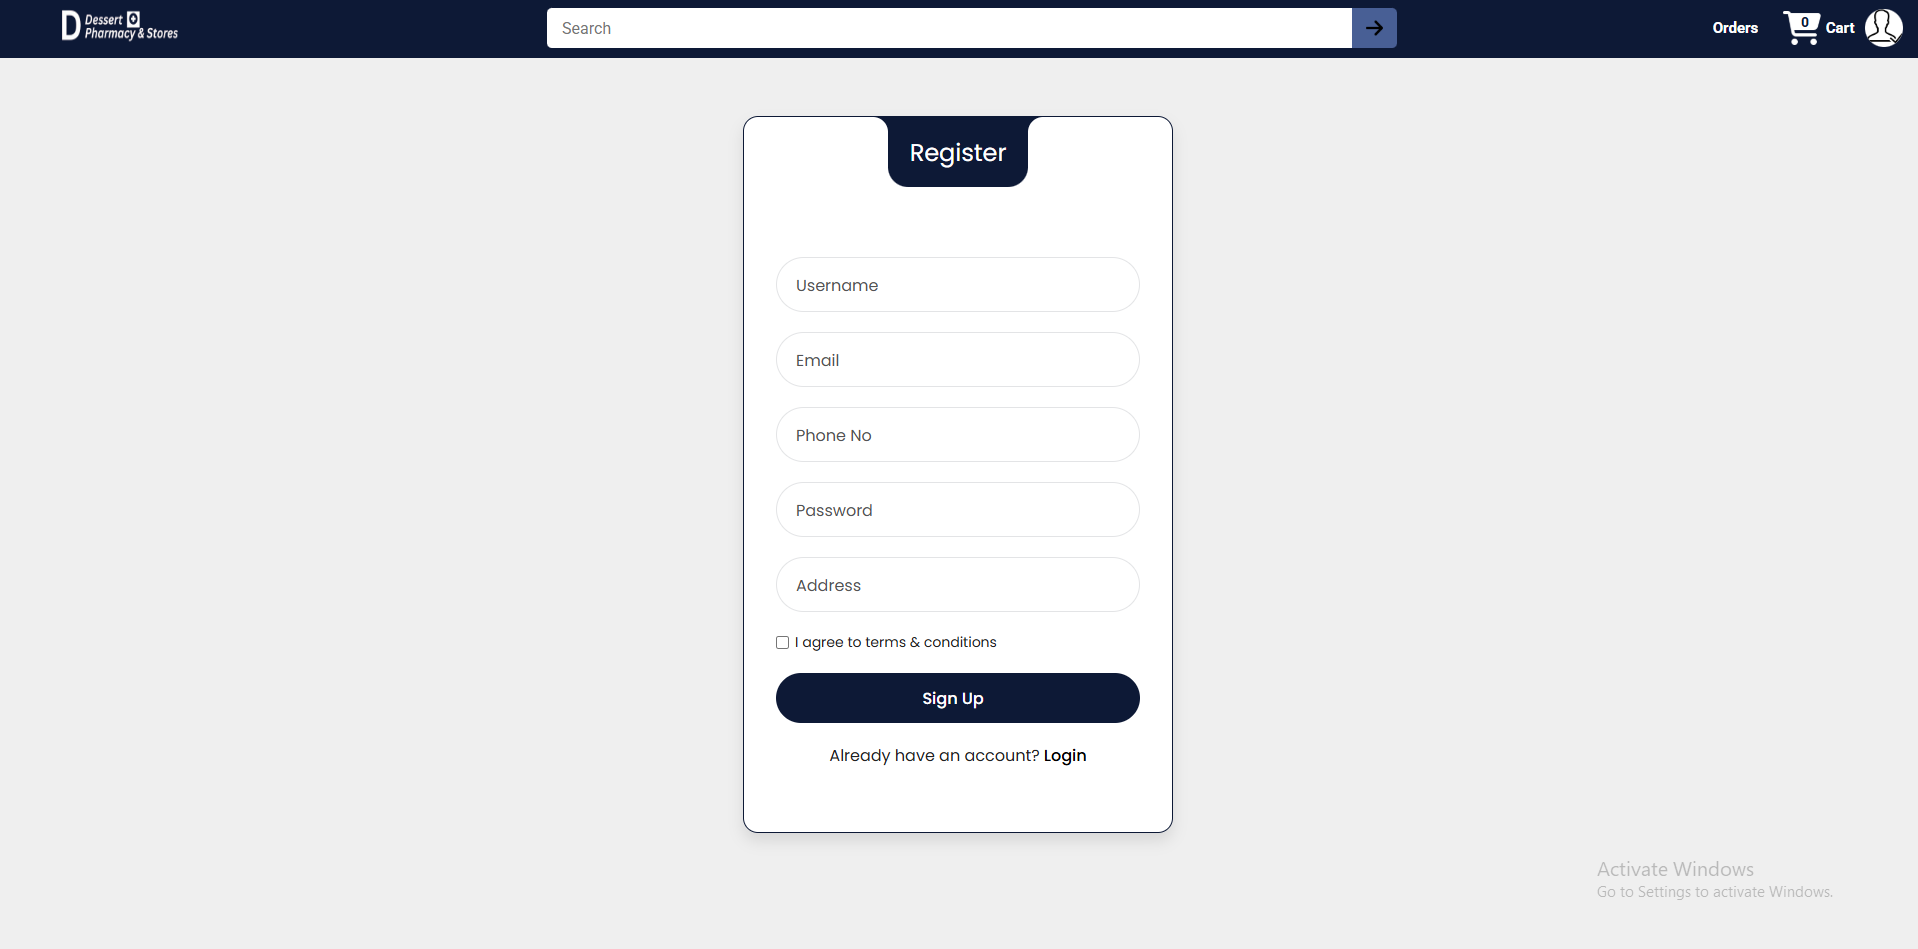 D Dessert
Pharmacy & Stores
Search
Orders
0
Cart
Register
Username
Email
Phone No
Password
Address
I agree to terms & conditions
Sign Up
Already have an account? Login
Activate Windows
Go to Settings to activate Windows.